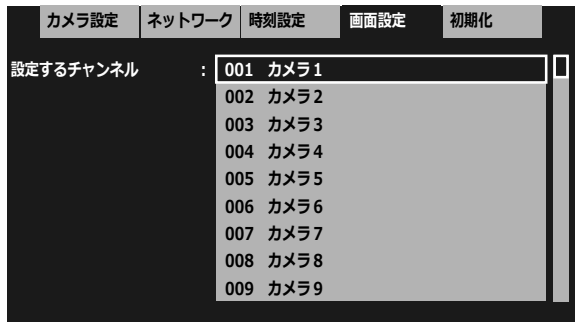 カメラ設定 ネットワーク 時刻設定 画面設定 初期化
設定するチャンネル : 001 カメラ1
002 カメラ2
003 カメラ3
004 カメラ4
005 カメラ5
006 カメラ6
007 カメラ7
008 カメラ8
009 カメラ9